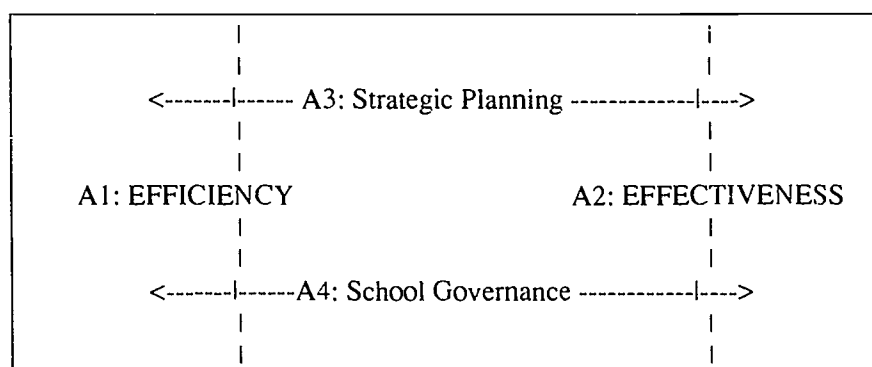 <-------|------ A3: Strategic Planning ------------|---->
A1: EFFICIENCY A2: EFFECTIVENESS
<-------|------A4: School Governance -----------|---->